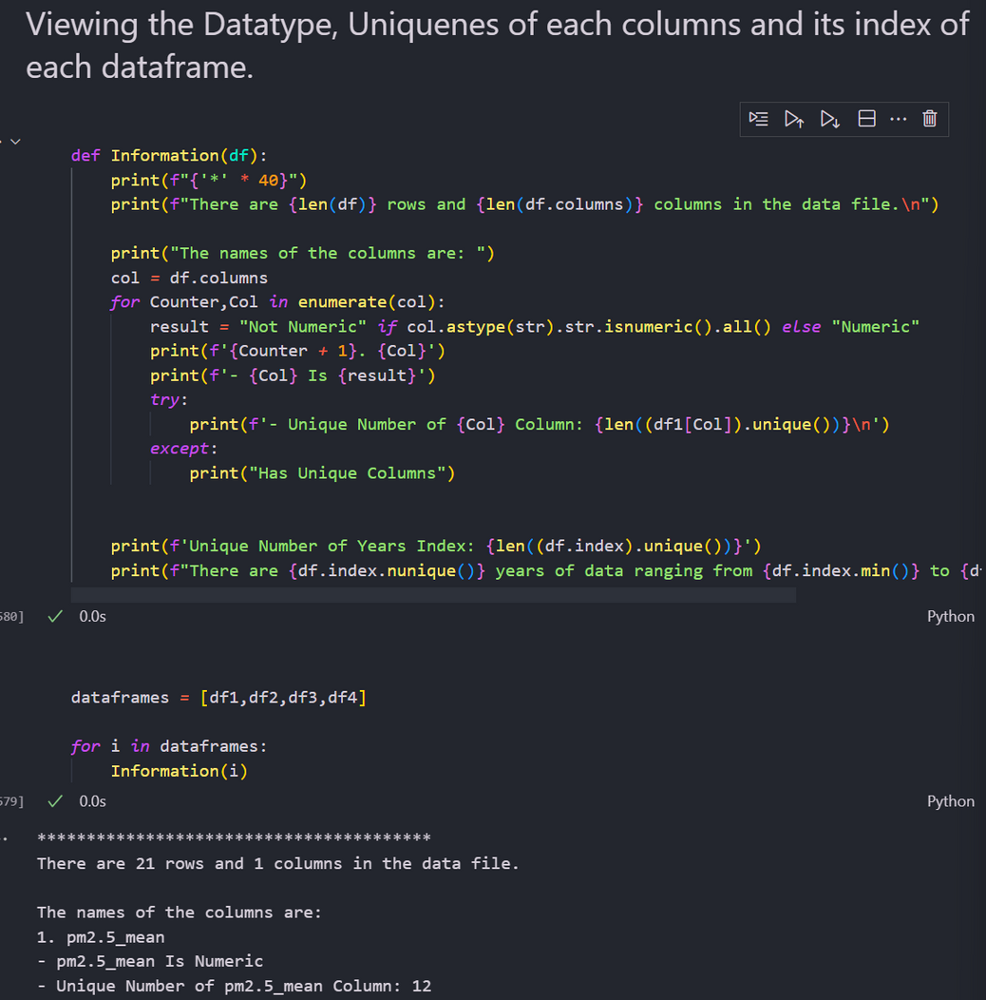 Viewing the Datatype, Uniquenes of each columns and its index of
each dataframe.
def Information(df):
    print(f"{'*' * 40}")
    print(f"There are {len(df)} rows and {len(df.columns)} columns in the data file.\n")
    print("The names of the columns are: ")
    col = df.columns
    for Counter,Col in enumerate(col):
        result = "Not Numeric" if col.astype(str).str.isnumeric().all() else "Numeric"
        print(f'{Counter + 1}. {Col}')
        print(f'- {Col} Is {result}')
        try:
            print(f'- Unique Number of {Col} Column: {len((df1[Col]).unique())}\n')
        except:
            print("Has Unique Columns")
    print(f'Unique Number of Years Index: {len((df.index).unique())}')
    print(f"There are {df.index.nunique()} years of data ranging from {df.index.min()} to {d
580]
0.0s
Python
dataframes = [df1,df2,df3,df4]
for i in dataframes:
    Information(i)
579]
0.0s
Python
****************************************
There are 21 rows and 1 columns in the data file.
The names of the columns are:
1. pm2.5_mean
- pm2.5_mean Is Numeric
- Unique Number of pm2.5_mean Column: 12